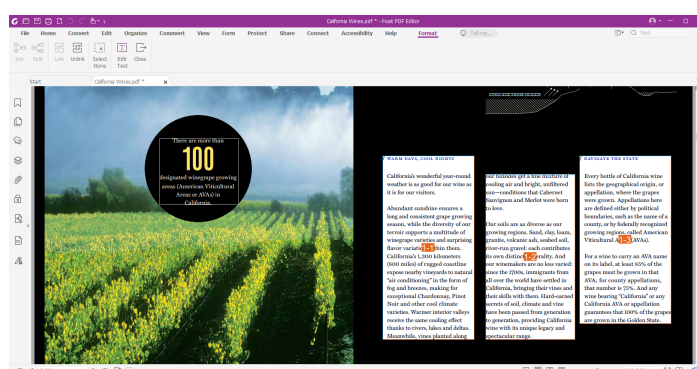 California Wines.pdf * - Foxit PDF Editor
File Home Convert Edit Organize Comment View Form Protect Share Connect Accessibility Help Format Tell me... Find
Join Split Link Unlink Select None Edit Text Close
Start California Wines.pdf *
There are more than
100
designated winegrape growing
areas (American Viticultural
Areas or AVAs) in
California.
WARM DAYS, COOL NIGHTS
California's wonderful year-round
weather is as good for our wine as
it is for our visitors.
Abundant sunshine ensures a
long and consistent grape growing
season, while the diversity of our
terroir supports a multitude of
winegrape varieties and surprising
flavor 1-1 them.
California's 1,300 kilometers
(800 miles) of rugged coastline
expose nearby vineyards to natural
"air conditioning" in the form of
fog and breezes, making for
exceptional Chardonnay, Pinot
Noir and other cool climate
varieties. Warmer interior valleys
receive the same cooling effect
thanks to rivers, lakes and deltas.
Meanwhile, vines planted along
COOL AIR FROM OCEAN
our hillsides get a fine mixture of
cooling air and bright, unfiltered
sun—conditions that Cabernet
Sauvignon and Merlot were born
to love.
Our soils are as diverse as our
growing regions. Sand, clay, loam,
granite, volcanic ash, seabed soil,
river-run gravel: each contributes
its own distinct 1-2 erality. And
our winemakers are no less varied:
since the 1700s, immigrants from
all over the world have settled in
California, bringing their vines and
their skills with them. Hard-earned
secrets of soil, climate and vine
have been passed from generation
to generation, providing California
wine with its unique legacy and
spectacular range.
NAVIGATE THE STATE
Every bottle of California wine
lists the geographical origin, or
appellation, where the grapes
were grown. Appellations here
are defined either by political
boundaries, such as the name of a
county, or by federally recognized
growing regions, called American
Viticultural A 1-3 (AVAs).
For a wine to carry an AVA name
on its label, at least 85% of the
grapes must be grown in that
AVA; for county appellations,
that number is 75%. And any
wine bearing "California" or any
California AVA or appellation
guarantees that 100% of the grapes
are grown in the Golden State.